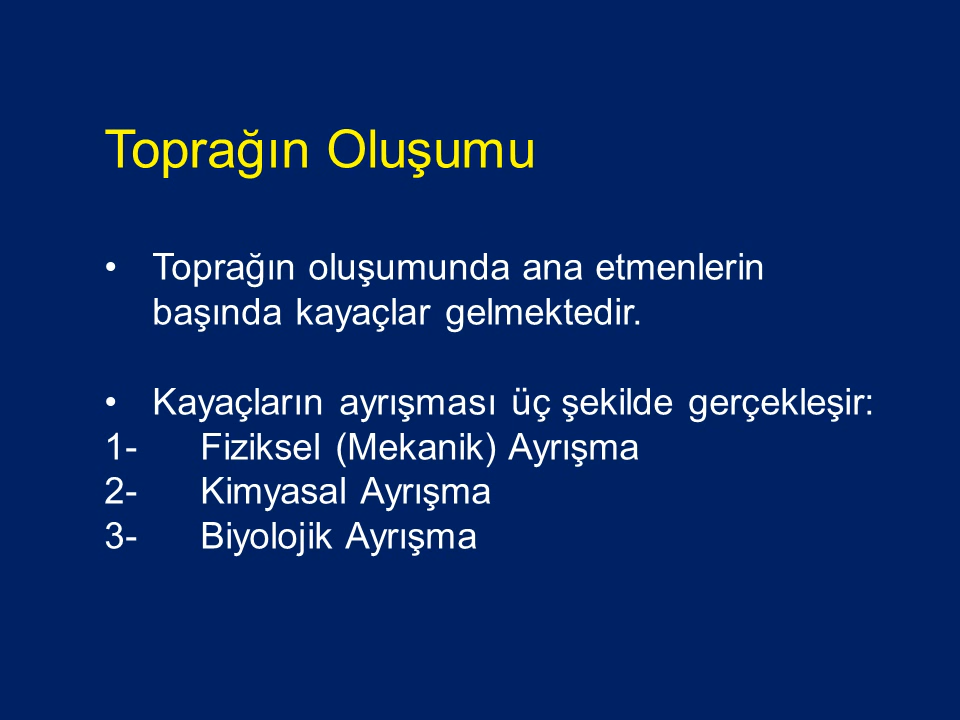 Toprağın Oluşumu
• Toprağın oluşumunda ana etmenlerin
başında kayaçlar gelmektedir.
• Kayaçların ayrışması üç şekilde gerçekleşir:
1- Fiziksel (Mekanik) Ayrışma
2- Kimyasal Ayrışma
3- Biyolojik Ayrışma